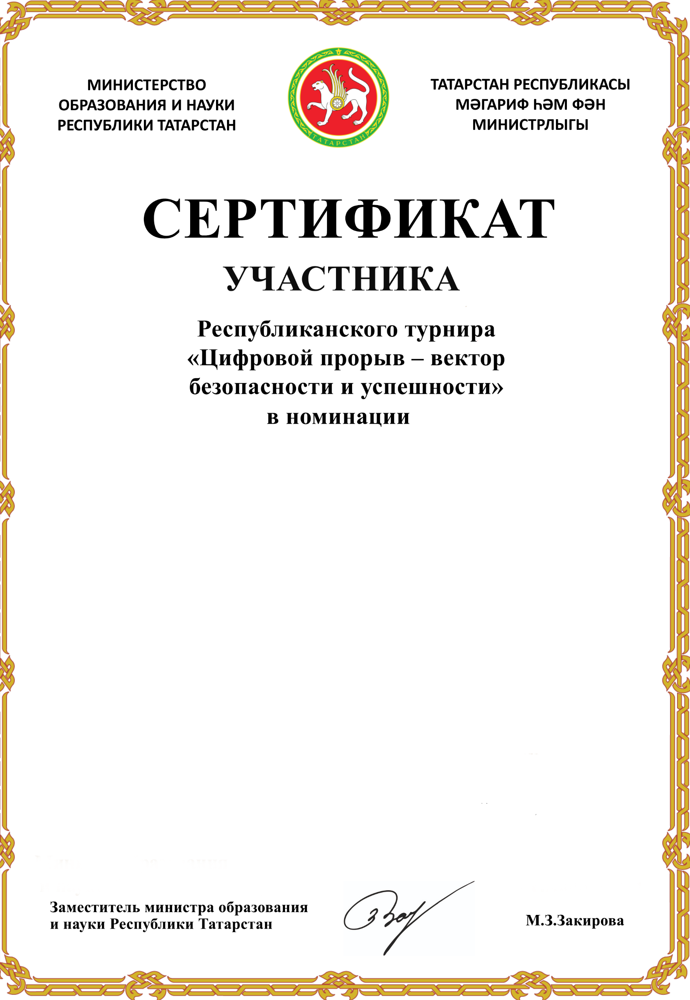 МИНИСТЕРСТВО
ОБРАЗОВАНИЯ И НАУКИ
РЕСПУБЛИКИ ТАТАРСТАН
ТАТАРСТАН
ТАТАРСТАН РЕСПУБЛИКАСЫ
МӘГАРИФ ҺӘМ ФӘН
МИНИСТРЛЫГЫ
СЕРТИФИКАТ
УЧАСТНИКА
Республиканского турнира
«Цифровой прорыв – вектор
безопасности и успешности»
в номинации
Заместитель министра образования
и науки Республики Татарстан
М.З.Закирова